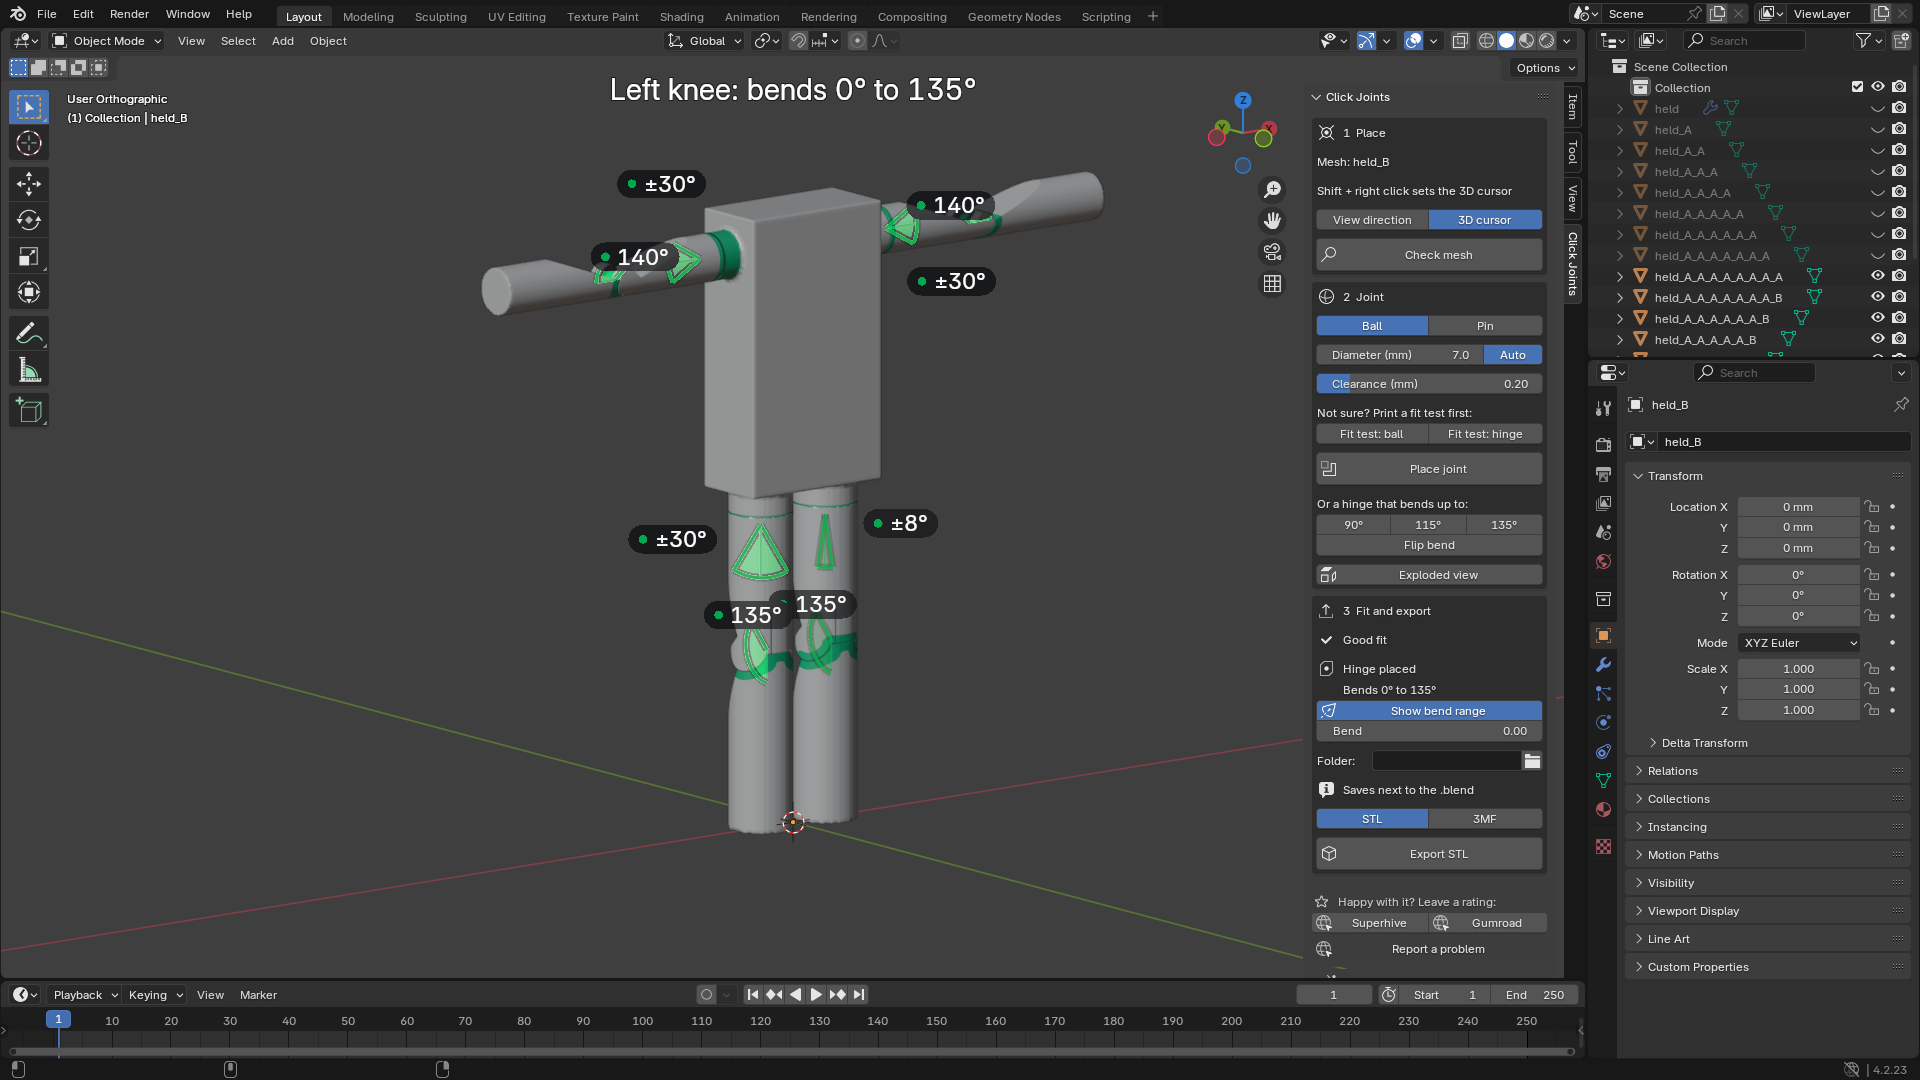 File Edit Render Window Help
Layout Modeling Sculpting UV Editing Texture Paint Shading Animation Rendering Compositing Geometry Nodes Scripting
Scene
ViewLayer
Object Mode View Select Add Object
Global
Options
User Orthographic
(1) Collection | held_B
Left knee: bends 0° to 135°
Z
Y
X
±30°
140°
140°
±30°
±30°
±8°
135°
135°
Click Joints
1 Place
Mesh: held_B
Shift + right click sets the 3D cursor
View direction 3D cursor
Check mesh
2 Joint
Ball Pin
Diameter (mm) 7.0 Auto
Clearance (mm) 0.20
Not sure? Print a fit test first:
Fit test: ball Fit test: hinge
Place joint
Or a hinge that bends up to:
90° 115° 135°
Flip bend
Exploded view
3 Fit and export
Good fit
Hinge placed
Bends 0° to 135°
Show bend range
Bend 0.00
Folder:
Saves next to the .blend
STL 3MF
Export STL
Happy with it? Leave a rating:
Superhive Gumroad
Report a problem
Item
Tool
View
Click Joints
Search
Scene Collection
Collection
held
held_A
held_A_A
held_A_A_A
held_A_A_A_A
held_A_A_A_A_A
held_A_A_A_A_A_A
held_A_A_A_A_A_A_A
held_A_A_A_A_A_A_A_A
held_A_A_A_A_A_A_A_B
held_A_A_A_A_A_A_B
held_A_A_A_A_A_B
Search
held_B
held_B
Transform
Location X 0 mm
Y 0 mm
Z 0 mm
Rotation X 0°
Y 0°
Z 0°
Mode XYZ Euler
Scale X 1.000
Y 1.000
Z 1.000
Delta Transform
Relations
Collections
Instancing
Motion Paths
Visibility
Viewport Display
Line Art
Custom Properties
Playback Keying View Marker
1 Start 1 End 250
1 10 20 30 40 50 60 70 80 90 100 110 120 130 140 150 160 170 180 190 200 210 220 230 240 250
4.2.23